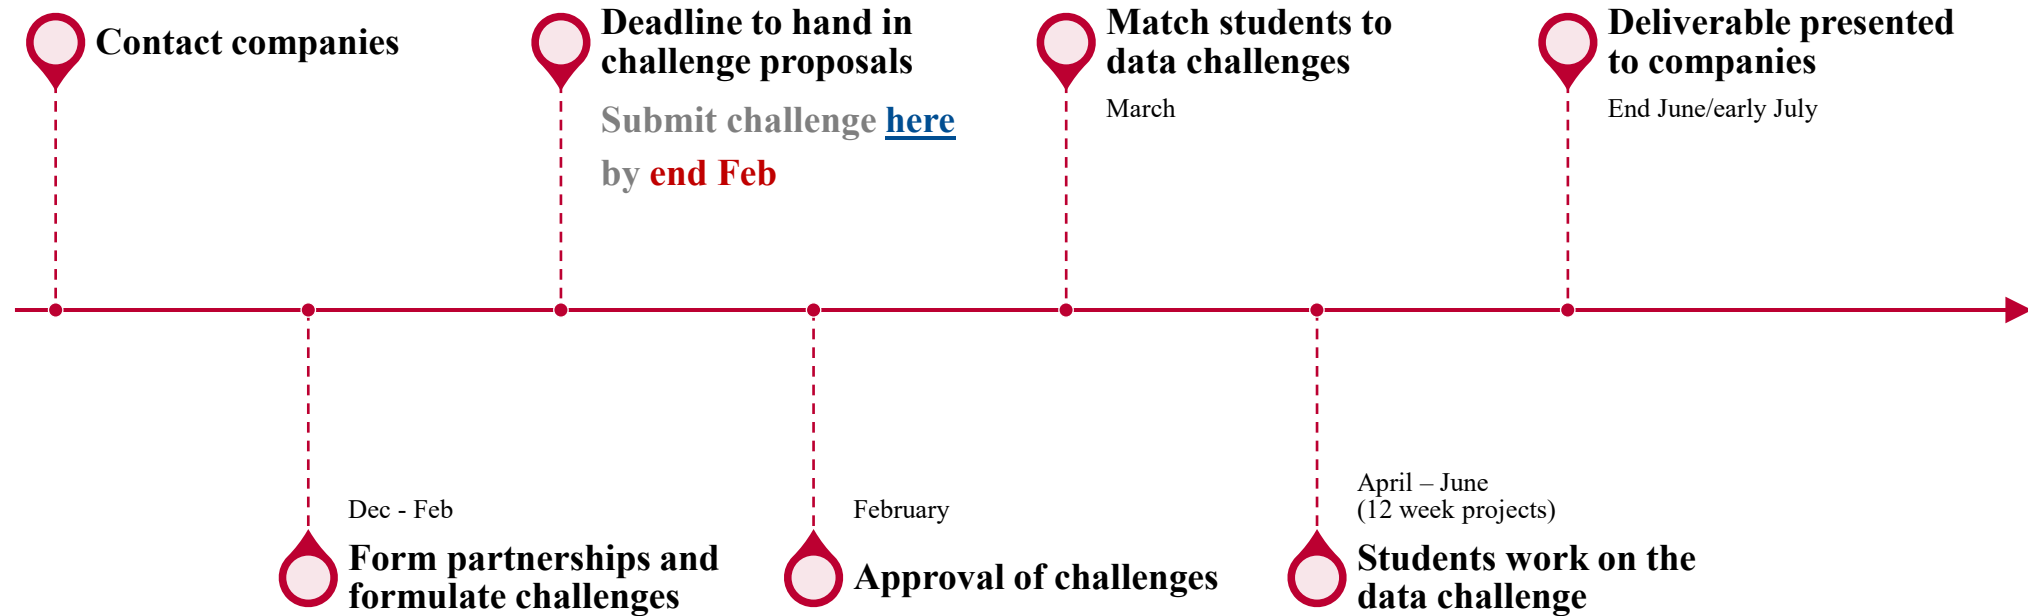 Contact companies
Deadline to hand in
challenge proposals
Submit challenge here
by end Feb
Match students to
data challenges
March
Deliverable presented
to companies
End June/early July
Dec - Feb
Form partnerships and
formulate challenges
February
Approval of challenges
April – June
(12 week projects)
Students work on the
data challenge